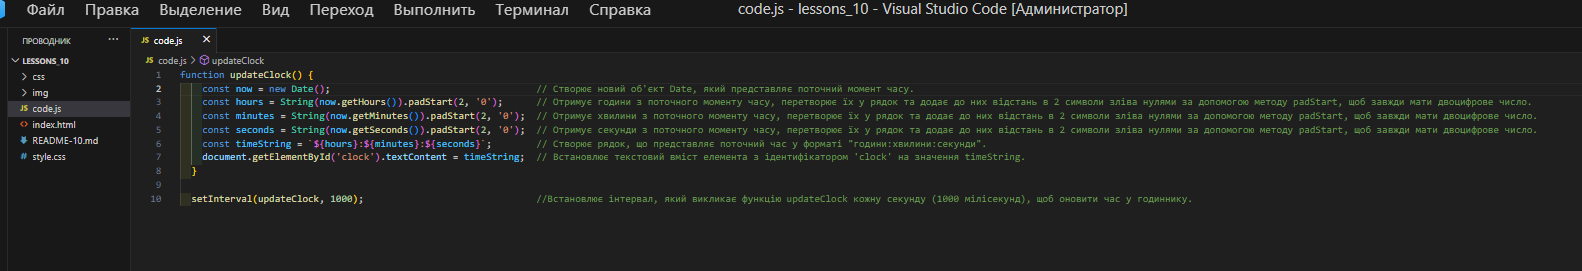 Файл Правка Выделение Вид Переход Выполнить Терминал Справка code.js - lessons_10 - Visual Studio Code [Администратор]
ПРОВОДНИК ··· JS code.js ×
LESSONS_10 JS code.js > updateClock
css
img
JS code.js
index.html
README-10.md
style.css
1 function updateClock() {
2 const now = new Date(); // Створює новий об'єкт Date, який представляє поточний момент часу.
3 const hours = String(now.getHours()).padStart(2, '0'); // Отримує години з поточного моменту часу, перетворює їх у рядок та додає до них відстань в 2 символи зліва нулями за допомогою методу padStart, щоб завжди мати двоцифрове число.
4 const minutes = String(now.getMinutes()).padStart(2, '0'); // Отримує хвилини з поточного моменту часу, перетворює їх у рядок та додає до них відстань в 2 символи зліва нулями за допомогою методу padStart, щоб завжди мати двоцифрове число.
5 const seconds = String(now.getSeconds()).padStart(2, '0'); // Отримує секунди з поточного моменту часу, перетворює їх у рядок та додає до них відстань в 2 символи зліва нулями за допомогою методу padStart, щоб завжди мати двоцифрове число.
6 const timeString = `${hours}:${minutes}:${seconds}`; // Створює рядок, що представляє поточний час у форматі "години:хвилини:секунди".
7 document.getElementById('clock').textContent = timeString; // Встановлює текстовий вміст елемента з ідентифікатором 'clock' на значення timeString.
8 }
9
10 setInterval(updateClock, 1000); //Встановлює інтервал, який викликає функцію updateClock кожну секунду (1000 мілісекунд), щоб оновити час у годиннику.